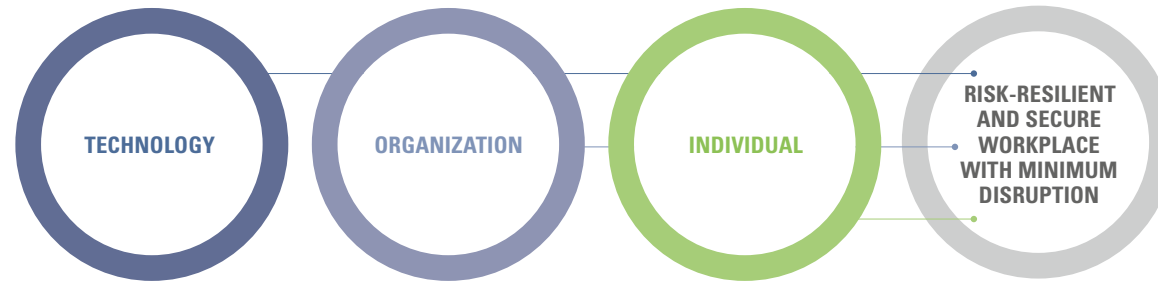 TECHNOLOGY
ORGANIZATION
INDIVIDUAL
RISK-RESILIENT
AND SECURE
WORKPLACE
WITH MINIMUM
DISRUPTION